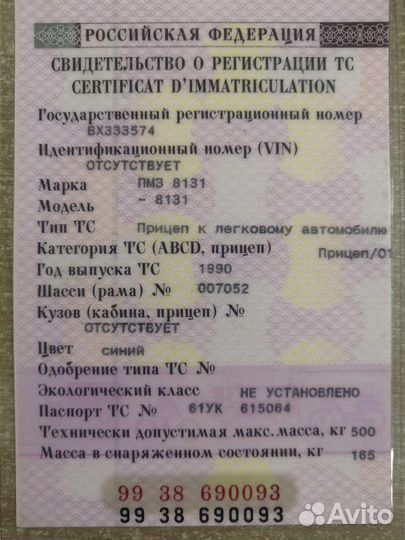 РОССИЙСКАЯ ФЕДЕРАЦИЯ
СВИДЕТЕЛЬСТВО О РЕГИСТРАЦИИ ТС
CERTIFICAT D'IMMATRICULATION
Государственный регистрационный номер
ВХ333574
Идентификационный номер (VIN)
ОТСУТСТВУЕТ
Марка ПМЗ 8131
Модель - 8131
Тип ТС Прицеп к легковому автомобилю
Категория ТС (ABCD, прицеп) Прицеп/О1
Год выпуска ТС 1990
Шасси (рама) № 007052
Кузов (кабина, прицеп) №
ОТСУТСТВУЕТ
Цвет синий
Одобрение типа ТС №
Экологический класс НЕ УСТАНОВЛЕНО
Паспорт ТС № 61УК 615064
Технически допустимая макс.масса, кг 500
Масса в снаряженном состоянии, кг 165
99 38 690093
99 38 690093
Avito